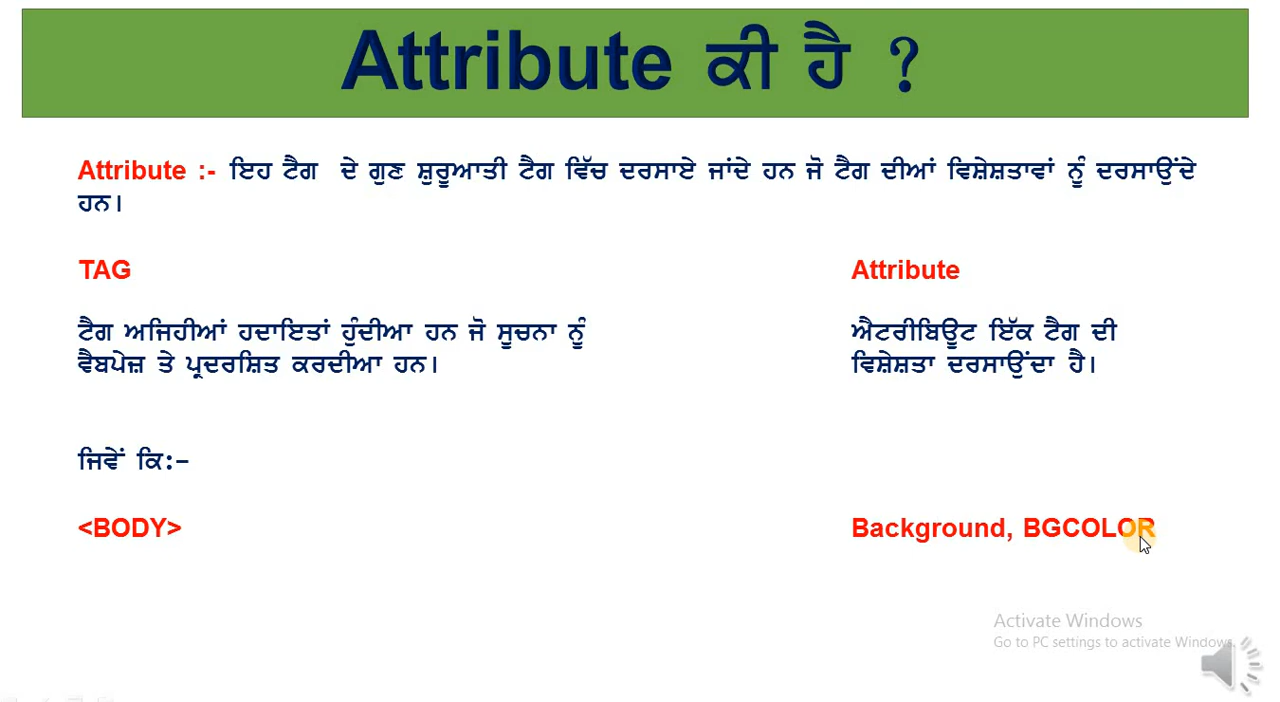 Attribute ਕੀ ਹੈ ?
Attribute :- ਇਹ ਟੈਗ ਦੇ ਗੁਣ ਸ਼ੁਰੂਆਤੀ ਟੈਗ ਵਿੱਚ ਦਰਸਾਏ ਜਾਂਦੇ ਹਨ ਜੋ ਟੈਗ ਦੀਆਂ ਵਿਸ਼ੇਸ਼ਤਾਵਾਂ ਨੂੰ ਦਰਸਾਉਂਦੇ
ਹਨ।
TAG
Attribute
ਟੈਗ ਅਜਿਹੀਆਂ ਹਦਾਇਤਾਂ ਹੁੰਦੀਆ ਹਨ ਜੋ ਸੂਚਨਾ ਨੂੰ
ਵੈਬਪੇਜ਼ ਤੇ ਪ੍ਰਦਰਸ਼ਿਤ ਕਰਦੀਆ ਹਨ।
ਐਟਰੀਬਿਊਟ ਇੱਕ ਟੈਗ ਦੀ
ਵਿਸ਼ੇਸ਼ਤਾ ਦਰਸਾਉਂਦਾ ਹੈ।
ਜਿਵੇਂ ਕਿ:-
<BODY>
Background, BGCOLOR
Activate Windows
Go to PC settings to activate Windows.